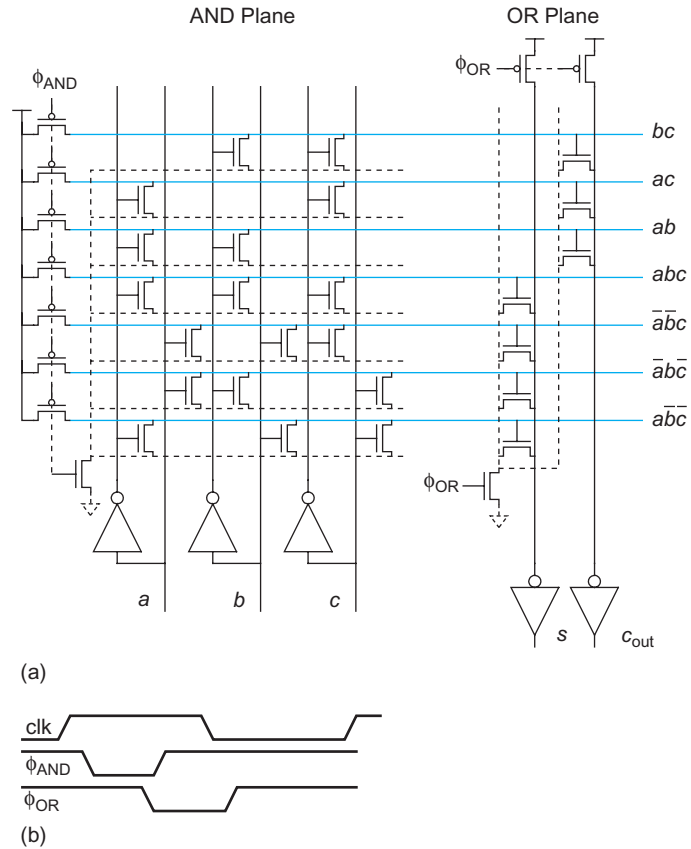 AND Plane
OR Plane
ϕAND
ϕOR
bc
ac
ab
abc
a̅b̅c
a̅bc̅
ab̅c̅
ϕOR
a
b
c
s
cout
(a)
clk
ϕAND
ϕOR
(b)